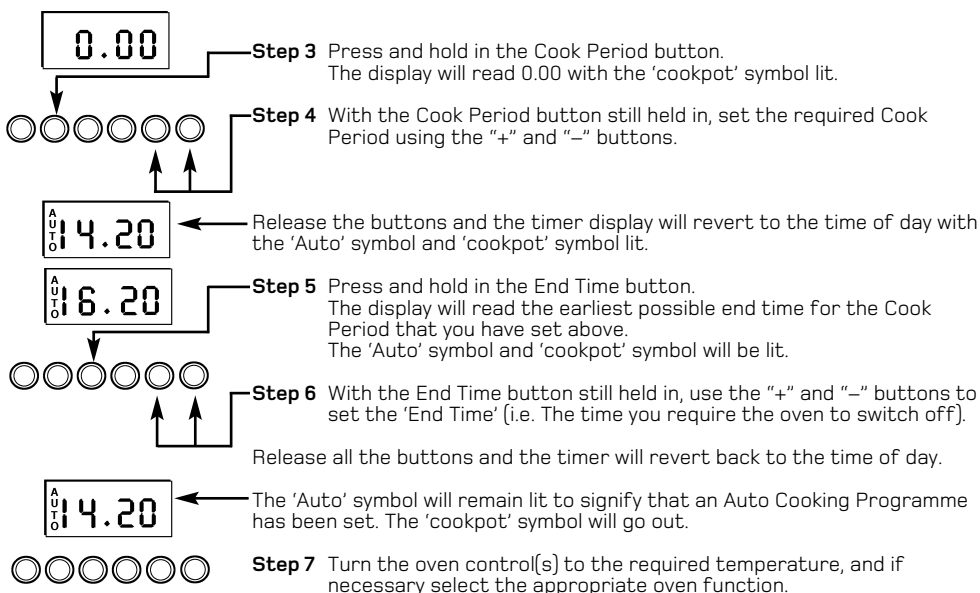 0.00
Step 3 Press and hold in the Cook Period button.
The display will read 0.00 with the ‘cookpot’ symbol lit.
Step 4 With the Cook Period button still held in, set the required Cook
Period using the “+” and “–” buttons.
AUTO 14.20
Release the buttons and the timer display will revert to the time of day with
the ‘Auto’ symbol and ‘cookpot’ symbol lit.
AUTO 16.20
Step 5 Press and hold in the End Time button.
The display will read the earliest possible end time for the Cook
Period that you have set above.
The ‘Auto’ symbol and ‘cookpot’ symbol will be lit.
Step 6 With the End Time button still held in, use the “+” and “–” buttons to
set the ‘End Time’ (i.e. The time you require the oven to switch off).
Release all the buttons and the timer will revert back to the time of day.
AUTO 14.20
The ‘Auto’ symbol will remain lit to signify that an Auto Cooking Programme
has been set. The ‘cookpot’ symbol will go out.
Step 7 Turn the oven control(s) to the required temperature, and if
necessary select the appropriate oven function.